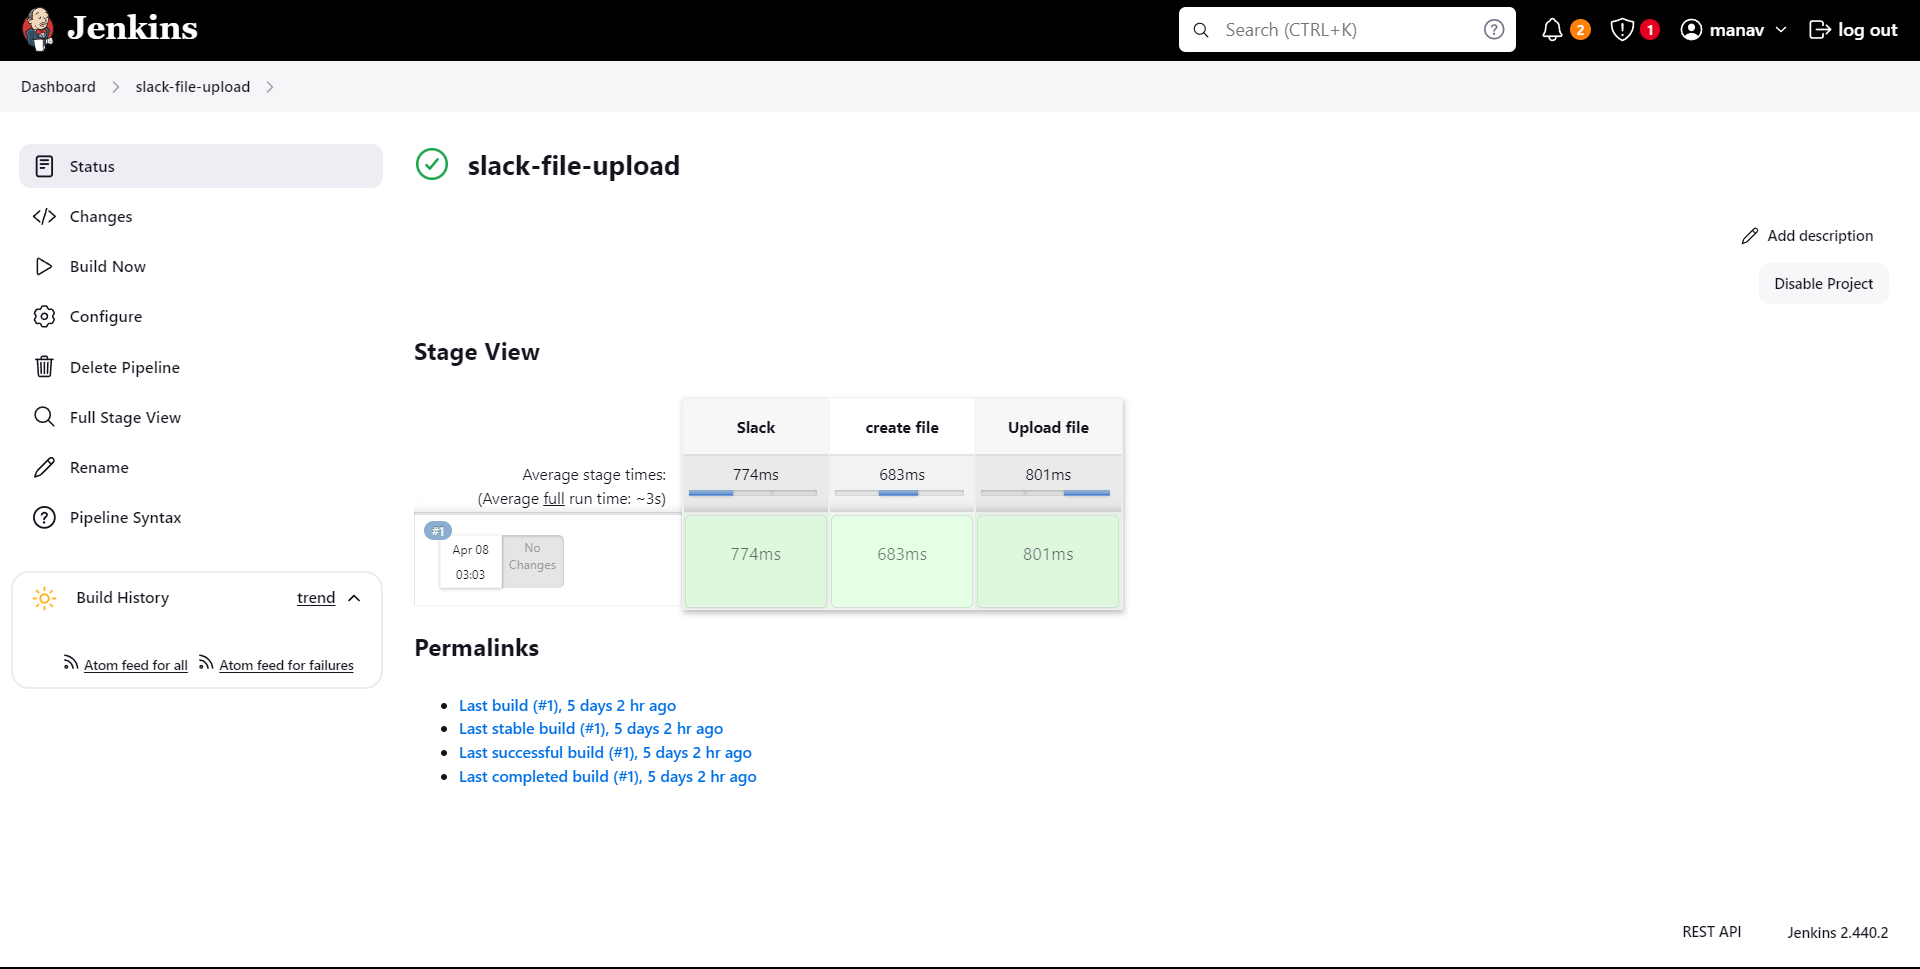 Jenkins
Search (CTRL+K)
2
1
manav
log out
Dashboard
slack-file-upload
Status
Changes
Build Now
Configure
Delete Pipeline
Full Stage View
Rename
Pipeline Syntax
Build History
trend
Atom feed for all
Atom feed for failures
slack-file-upload
Add description
Disable Project
Stage View
Slack
create file
Upload file
Average stage times:
(Average full run time: ~3s)
774ms
683ms
801ms
#1
Apr 08
03:03
No
Changes
774ms
683ms
801ms
Permalinks
Last build (#1), 5 days 2 hr ago
Last stable build (#1), 5 days 2 hr ago
Last successful build (#1), 5 days 2 hr ago
Last completed build (#1), 5 days 2 hr ago
REST API
Jenkins 2.440.2